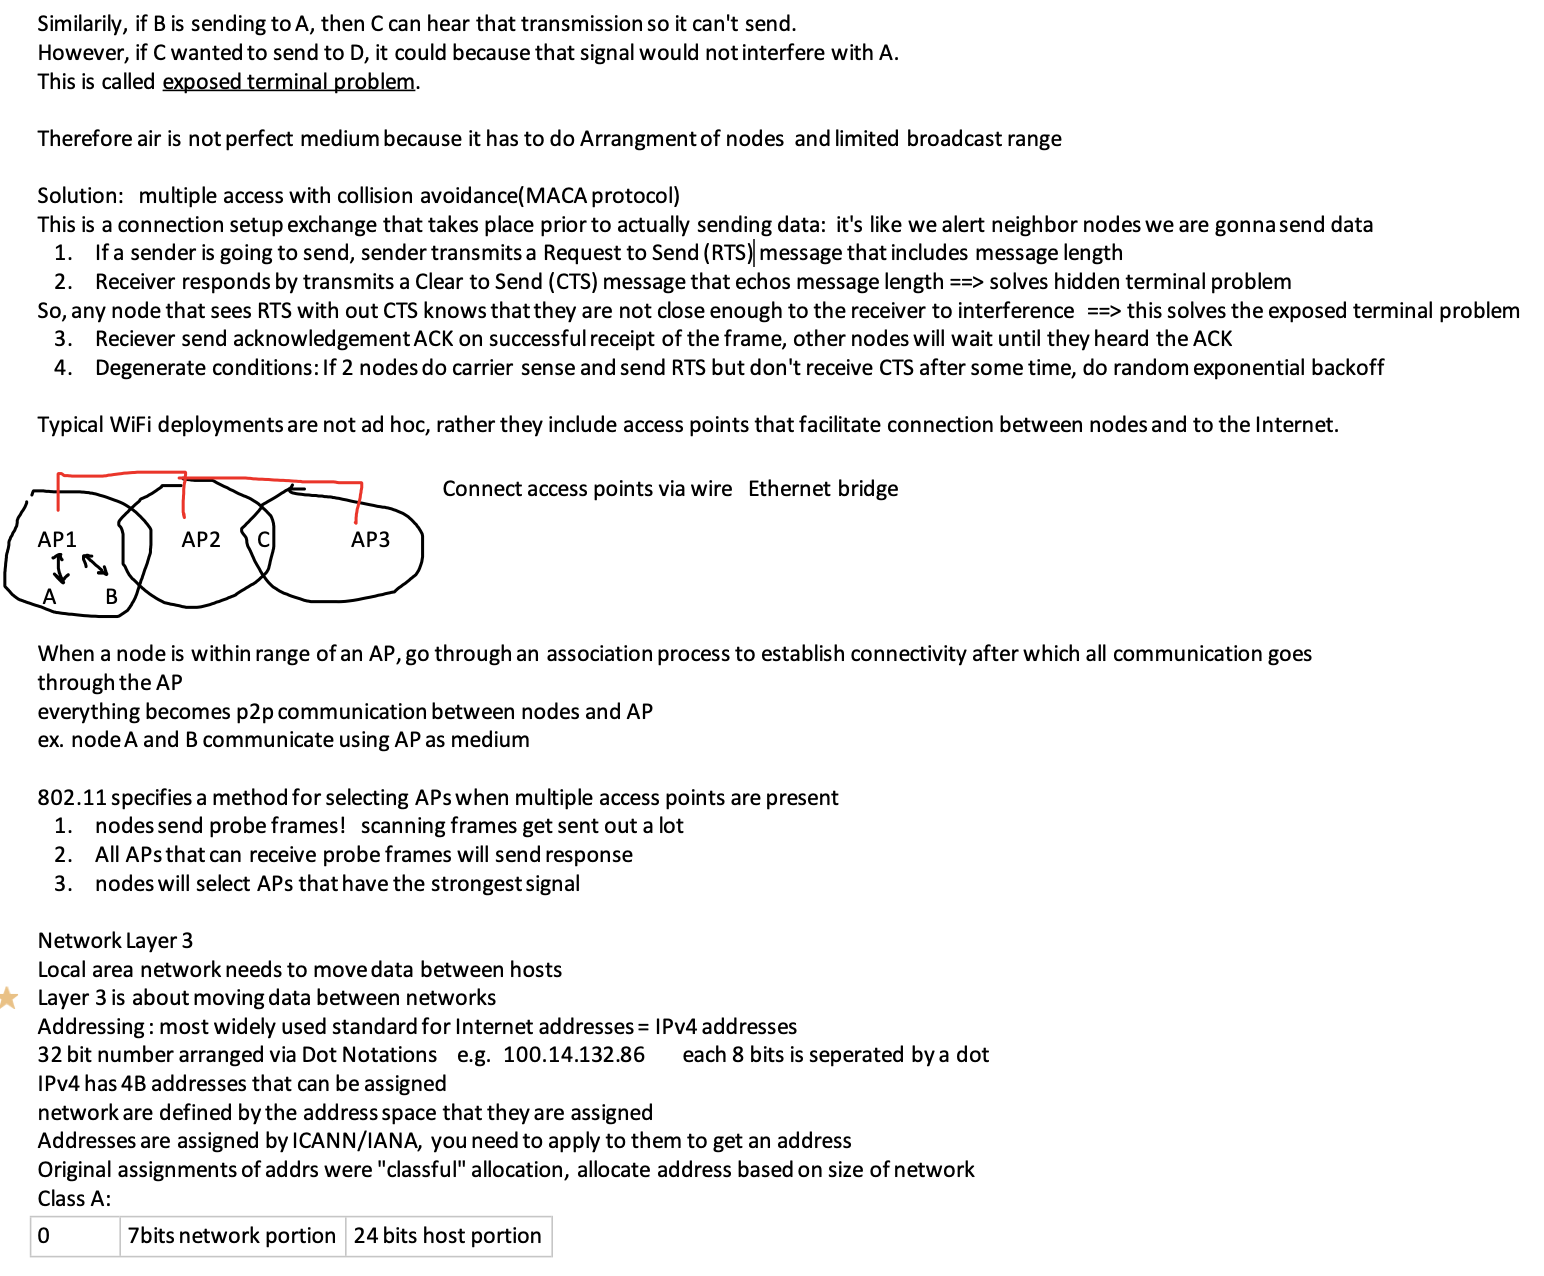 Similarily, if B is sending to A, then C can hear that transmission so it can't send.
However, if C wanted to send to D, it could because that signal would not interfere with A.
This is called exposed terminal problem.
Therefore air is not perfect medium because it has to do Arrangment of nodes and limited broadcast range
Solution: multiple access with collision avoidance(MACA protocol)
This is a connection setup exchange that takes place prior to actually sending data: it's like we alert neighbor nodes we are gonna send data
1. If a sender is going to send, sender transmits a Request to Send (RTS) message that includes message length
2. Receiver responds by transmits a Clear to Send (CTS) message that echos message length ==> solves hidden terminal problem
So, any node that sees RTS with out CTS knows that they are not close enough to the receiver to interference ==> this solves the exposed terminal problem
3. Reciever send acknowledgement ACK on successful receipt of the frame, other nodes will wait until they heard the ACK
4. Degenerate conditions: If 2 nodes do carrier sense and send RTS but don't receive CTS after some time, do random exponential backoff
Typical WiFi deployments are not ad hoc, rather they include access points that facilitate connection between nodes and to the Internet.
Connect access points via wire Ethernet bridge
AP1 AP2 C AP3
A B
When a node is within range of an AP, go through an association process to establish connectivity after which all communication goes
through the AP
everything becomes p2p communication between nodes and AP
ex. node A and B communicate using AP as medium
802.11 specifies a method for selecting APs when multiple access points are present
1. nodes send probe frames! scanning frames get sent out a lot
2. All APs that can receive probe frames will send response
3. nodes will select APs that have the strongest signal
Network Layer 3
Local area network needs to move data between hosts
Layer 3 is about moving data between networks
Addressing : most widely used standard for Internet addresses = IPv4 addresses
32 bit number arranged via Dot Notations e.g. 100.14.132.86 each 8 bits is seperated by a dot
IPv4 has 4B addresses that can be assigned
network are defined by the address space that they are assigned
Addresses are assigned by ICANN/IANA, you need to apply to them to get an address
Original assignments of addrs were "classful" allocation, allocate address based on size of network
Class A:
0 7bits network portion 24 bits host portion